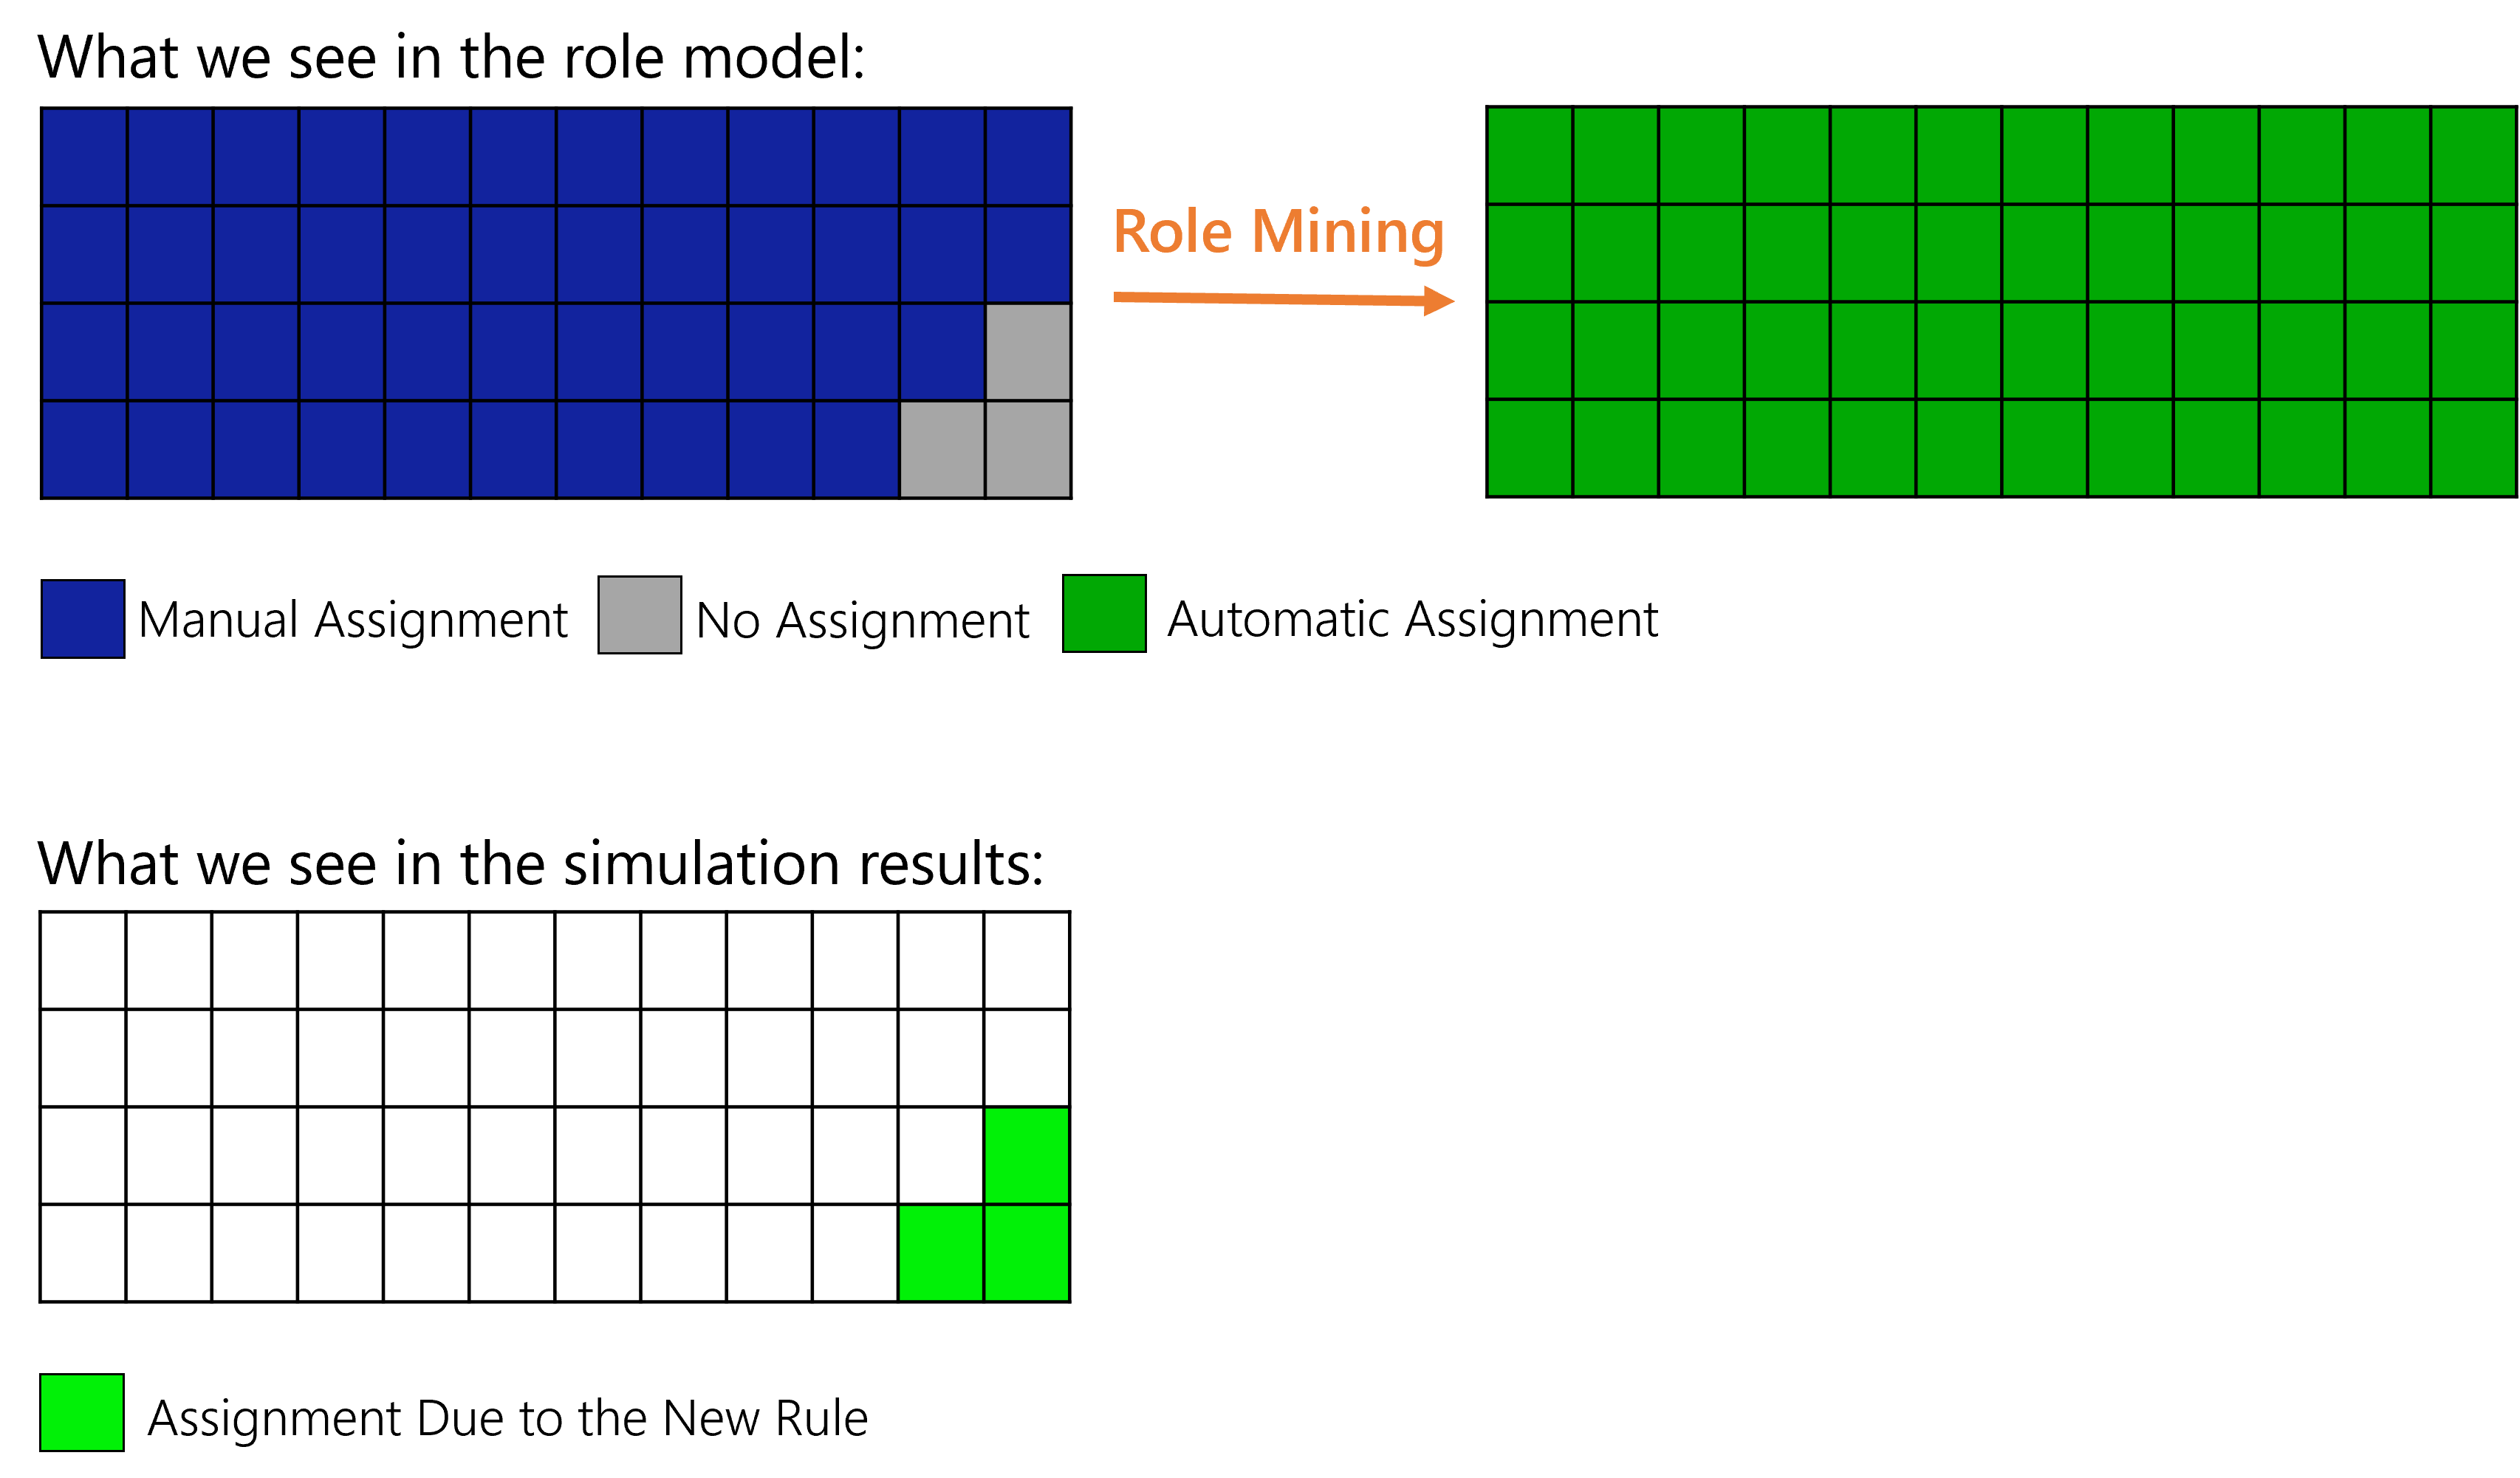 What we see in the role model:
Role Mining
Manual Assignment
No Assignment
Automatic Assignment
What we see in the simulation results:
Assignment Due to the New Rule